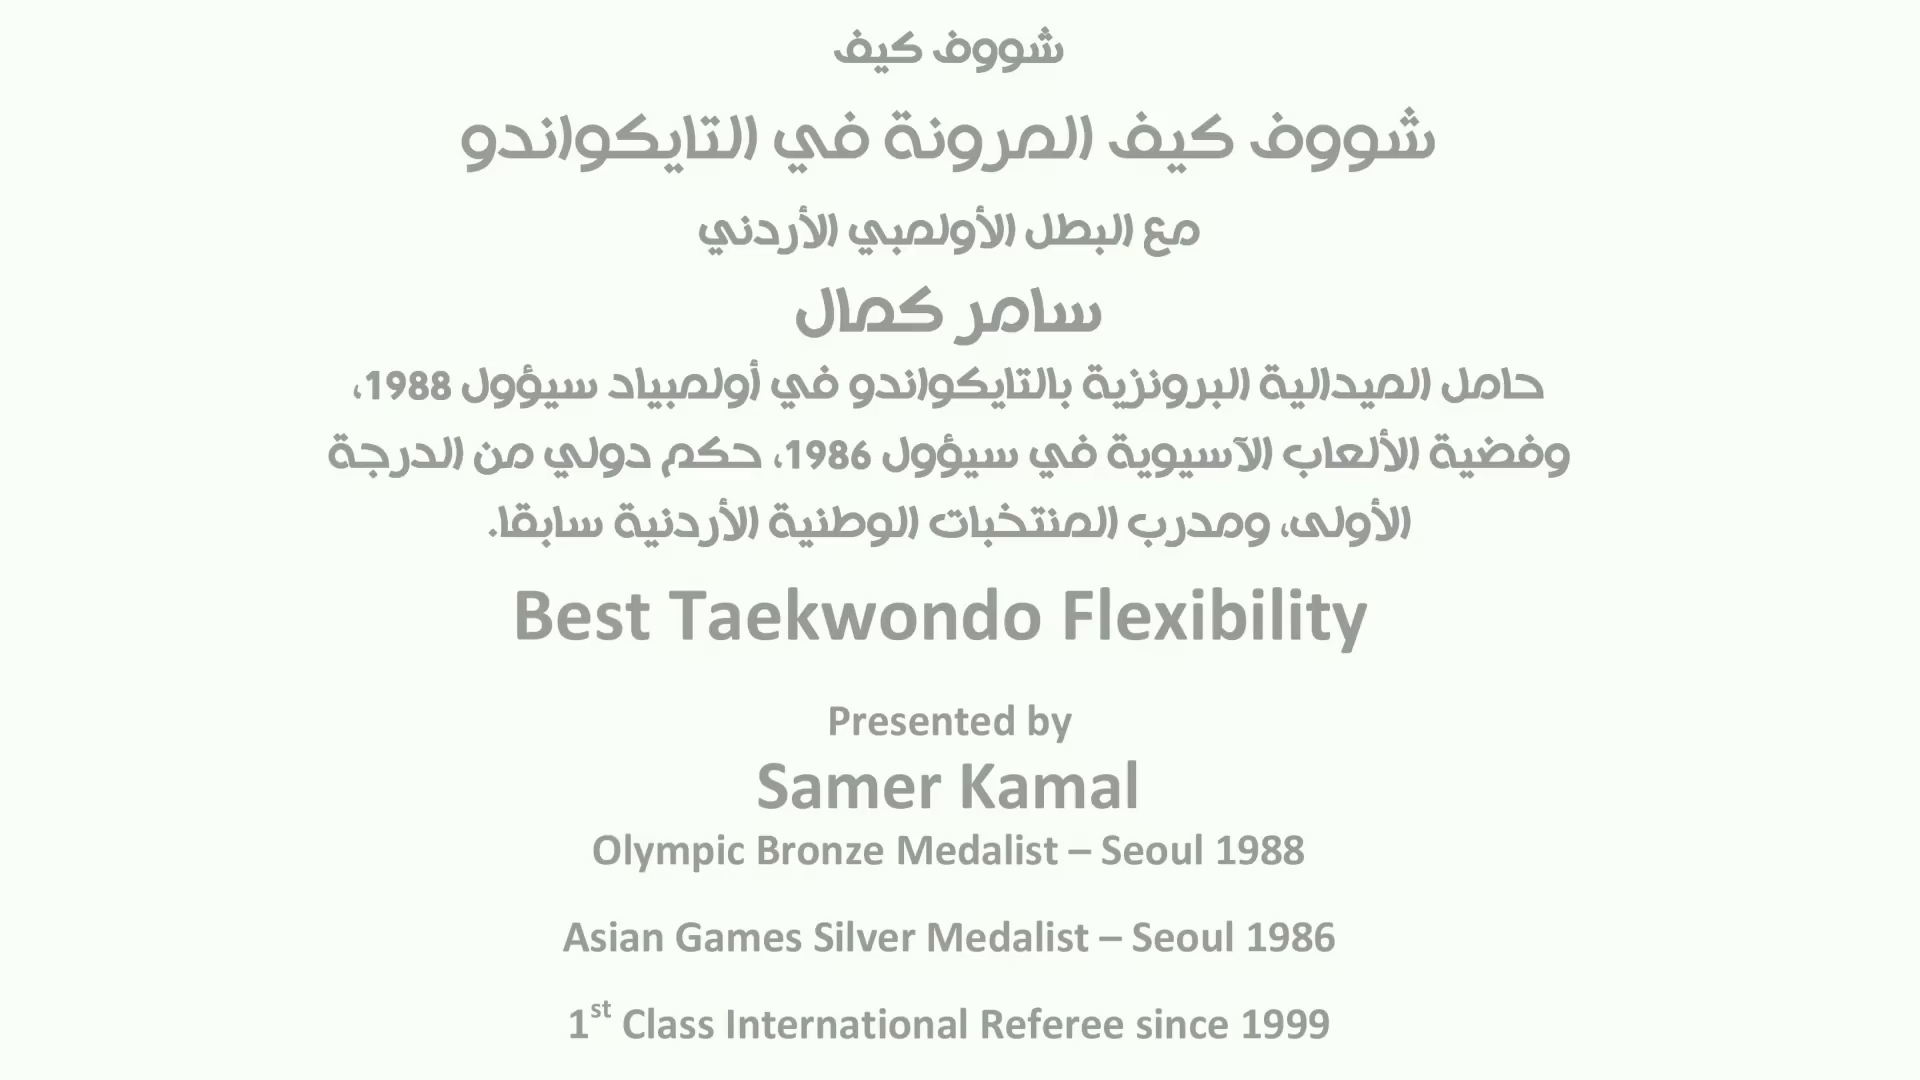 شووف كيف
شووف كيف المرونة في التايكواندو
مع البطل الأولمبي الأردني
سامر كمال
حامل الميدالية البرونزية بالتايكواندو في أولمبياد سيؤول 1988،
وفضية الألعاب الآسيوية في سيؤول 1986، حكم دولي من الدرجة
الأولى، ومدرب المنتخبات الوطنية الأردنية سابقا.
Best Taekwondo Flexibility
Presented by
Samer Kamal
Olympic Bronze Medalist – Seoul 1988
Asian Games Silver Medalist – Seoul 1986
1st Class International Referee since 1999